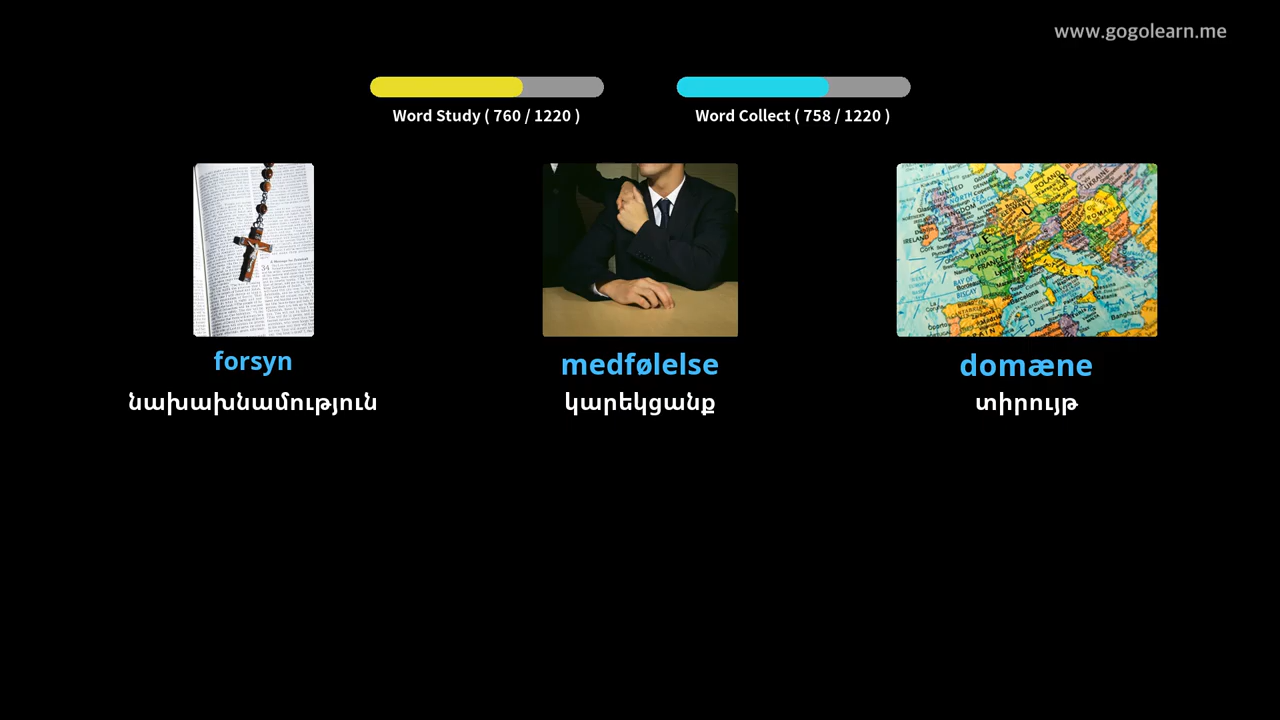 www.gogolearn.me
Word Study ( 760 / 1220 )
Word Collect ( 758 / 1220 )
forsyn
medfølelse
domæne
նախախնամություն
կարեկցանք
տիրույթ